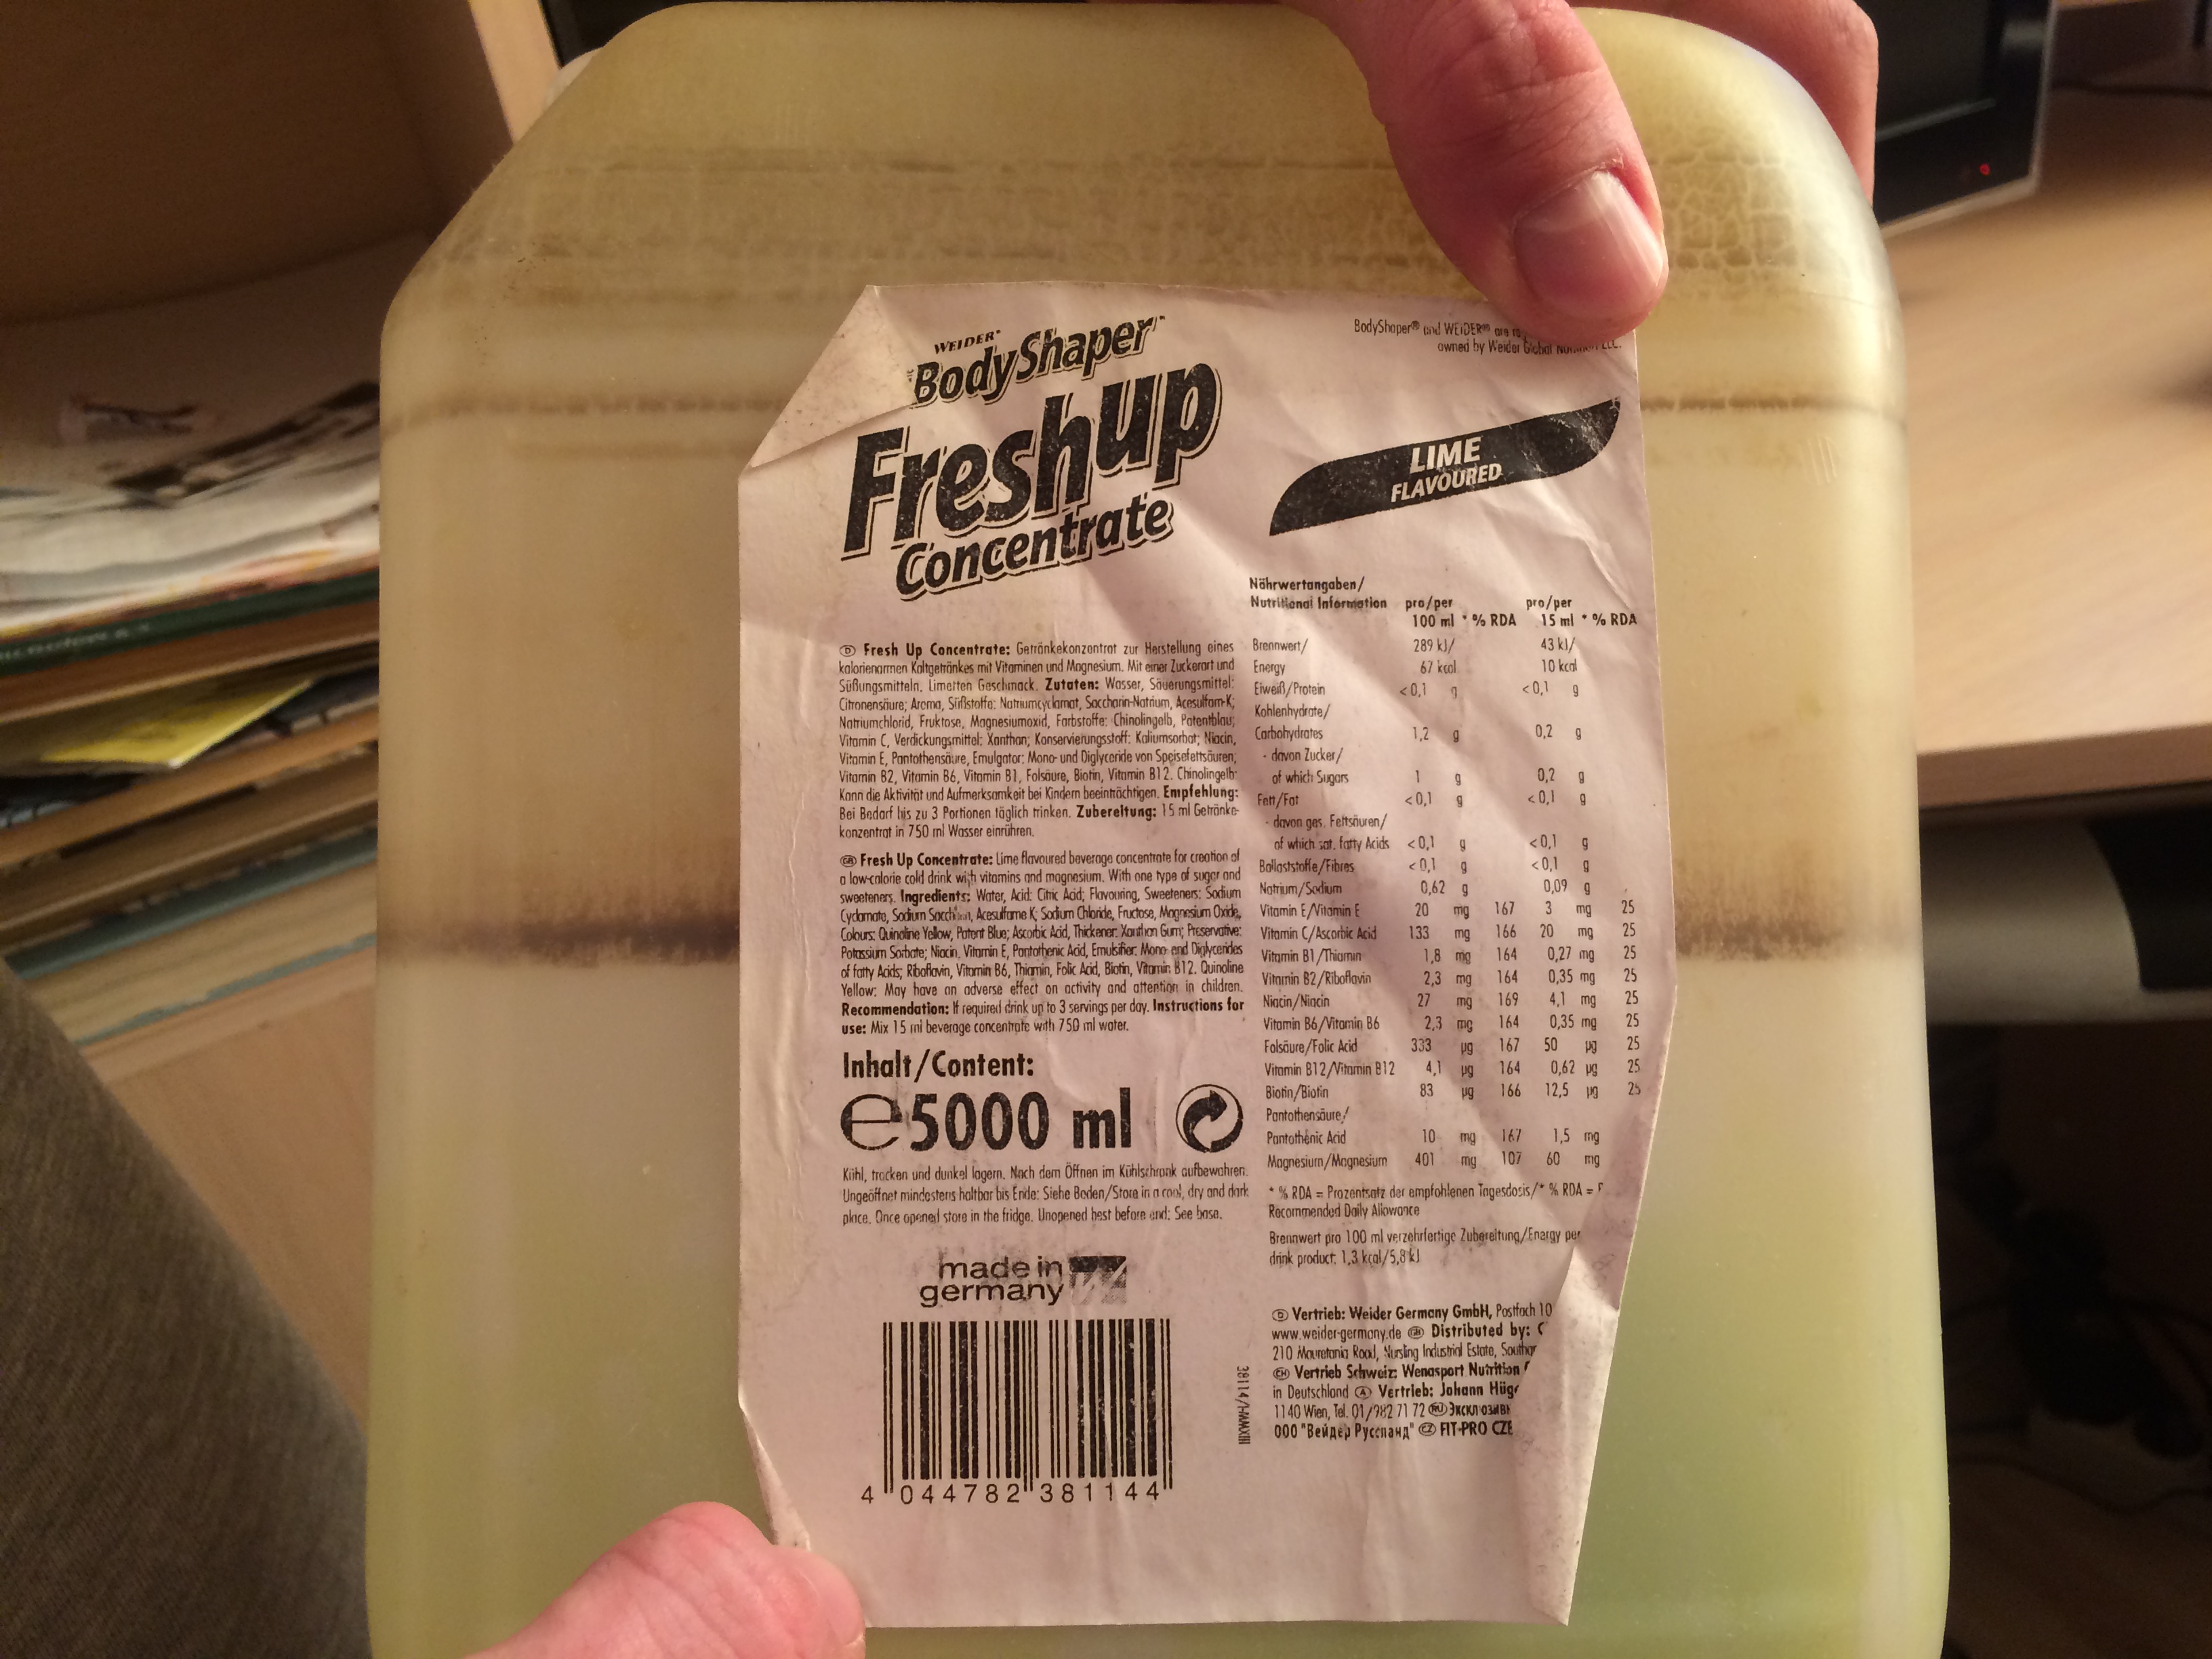 WEIDER™
BodyShaper™
Freshup
Concentrate
BodyShaper® and WEIDER® are
owned by Weider Global
LIME
FLAVOURED
Ⓓ Fresh Up Concentrate: Getränkekonzentrat zur Herstellung eines
kalorienarmen Kaltgetränkes mit Vitaminen und Magnesium. Mit einer Zuckerart und
Süßungsmitteln. Limetten Geschmack. Zutaten: Wasser, Säuerungsmittel:
Citronensäure; Aroma, Süßstoffe: Natriumcyclamat, Saccharin-Natrium, Acesulfam-K;
Natriumchlorid, Fruktose, Magnesiumoxid, Farbstoffe: Chinolingelb, Patentblau;
Vitamin C, Verdickungsmittel: Xanthan; Konservierungsstoff: Kaliumsorbat; Niacin,
Vitamin E, Pantothensäure, Emulgator: Mono- und Diglyceride von Speisefettsäuren;
Vitamin B2, Vitamin B6, Vitamin B1, Folsäure, Biotin, Vitamin B12. Chinolingelb:
Kann die Aktivität und Aufmerksamkeit bei Kindern beeinträchtigen. Empfehlung:
Bei Bedarf bis zu 3 Portionen täglich trinken. Zubereitung: 15 ml Getränke-
konzentrat in 750 ml Wasser einrühren.
GB Fresh Up Concentrate: Lime flavoured beverage concentrate for creation of
a low-calorie cold drink with vitamins and magnesium. With one type of sugar and
sweeteners. Ingredients: Water, Acid: Citric Acid; Flavouring, Sweeteners: Sodium
Cyclamate, Sodium Saccharin, Acesulfame K; Sodium Chloride, Fructose, Magnesium Oxide,
Colours: Quinoline Yellow, Patent Blue; Ascorbic Acid, Thickener: Xanthan Gum; Preservative:
Potassium Sorbate; Niacin, Vitamin E, Pantothenic Acid, Emulsifier: Mono- and Diglycerides
of fatty Acids; Riboflavin, Vitamin B6, Thiamin, Folic Acid, Biotin, Vitamin B12. Quinoline
Yellow: May have an adverse effect on activity and attention in children.
Recommendation: If required drink up to 3 servings per day. Instructions for
use: Mix 15 ml beverage concentrate with 750 ml water.
Inhalt/Content:
℮5000 ml
Kühl, trocken und dunkel lagern. Nach dem Öffnen im Kühlschrank aufbewahren.
Ungeöffnet mindestens haltbar bis Ende: Siehe Boden/Store in a cool, dry and dark
place. Once opened store in the fridge. Unopened best before end: See base.
made in
germany
4 044782 381144
38114/MMXIII
Nährwertangaben/
Nutritional Information pro/per 100 ml * % RDA pro/per 15 ml * % RDA
Brennwert/ 289 kJ/ 43 kJ/
Energy 67 kcal 10 kcal
Eiweiß/Protein <0,1 g <0,1 g
Kohlenhydrate/
Carbohydrates 1,2 g 0,2 g
- davon Zucker/
of which Sugars 1 g 0,2 g
Fett/Fat <0,1 g <0,1 g
- davon ges. Fettsäuren/
of which sat. fatty Acids <0,1 g <0,1 g
Ballaststoffe/Fibres <0,1 g <0,1 g
Natrium/Sodium 0,62 g 0,09 g
Vitamin E/Vitamin E 20 mg 167 3 mg 25
Vitamin C/Ascorbic Acid 133 mg 166 20 mg 25
Vitamin B1/Thiamin 1,8 mg 164 0,27 mg 25
Vitamin B2/Riboflavin 2,3 mg 164 0,35 mg 25
Niacin/Niacin 27 mg 169 4,1 mg 25
Vitamin B6/Vitamin B6 2,3 mg 164 0,35 mg 25
Folsäure/Folic Acid 333 µg 167 50 µg 25
Vitamin B12/Vitamin B12 4,1 µg 164 0,62 µg 25
Biotin/Biotin 83 µg 166 12,5 µg 25
Pantothensäure/
Pantothenic Acid 10 mg 167 1,5 mg
Magnesium/Magnesium 401 mg 107 60 mg
* % RDA = Prozentsatz der empfohlenen Tagesdosis/* % RDA =
Recommended Daily Allowance
Brennwert pro 100 ml verzehrfertige Zubereitung/Energy per
drink product: 1,3 kcal/5,8 kJ
Ⓓ Vertrieb: Weider Germany GmbH, Postfach 10
www.weider-germany.de GB Distributed by:
210 Mauretania Road, Nursling Industrial Estate,
CH Vertrieb Schweiz: Wenasport Nutrition
in Deutschland Ⓐ Vertrieb: Johann
1140 Wien, Tel. 01/982 71 72 RU
ООО "Вейдер Руссланд" CZ FIT-PRO CZE